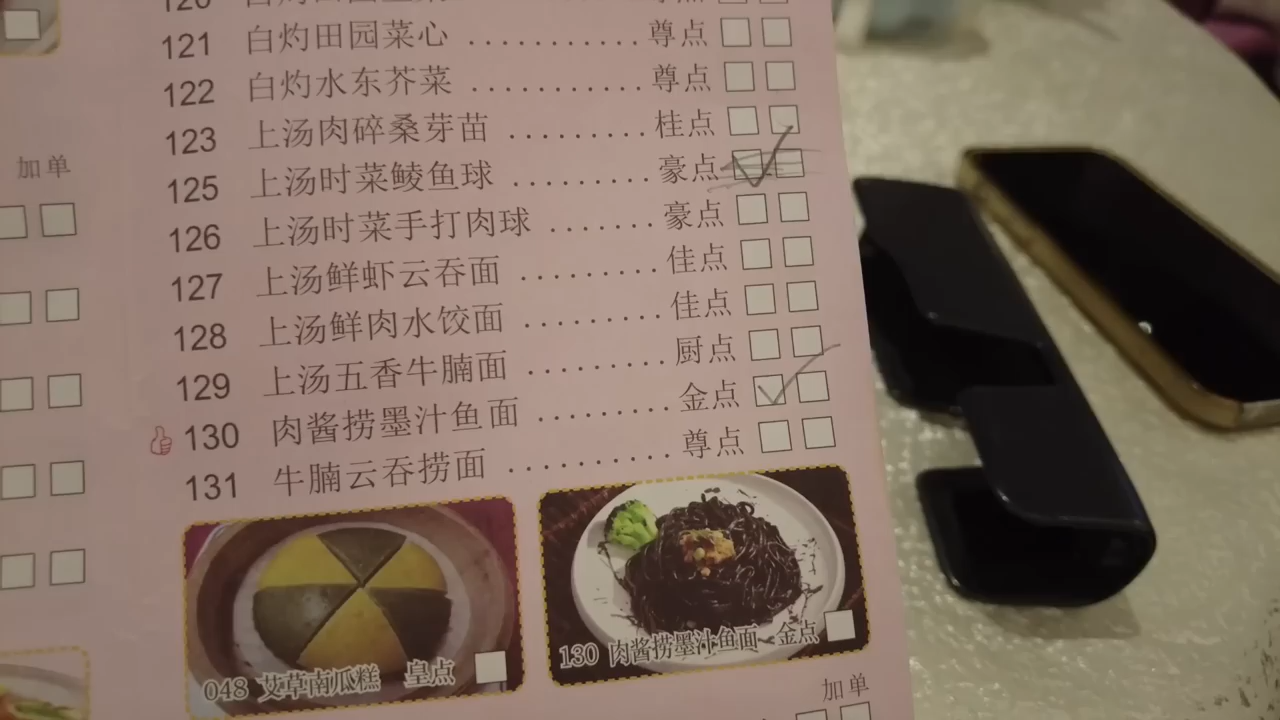 加单
121 白灼田园菜心 ............ 尊点
122 白灼水东芥菜 ............ 尊点
123 上汤肉碎桑芽苗 .......... 桂点
125 上汤时菜鲮鱼球 .......... 豪点
126 上汤时菜手打肉球 ....... 豪点
127 上汤鲜虾云吞面 .......... 佳点
128 上汤鲜肉水饺面 .......... 佳点
129 上汤五香牛腩面 .......... 厨点
130 肉酱捞墨汁鱼面 ......... 金点
131 牛腩云吞捞面 ............ 尊点
048 艾草南瓜糕 皇点
130 肉酱捞墨汁鱼面 金点
加单